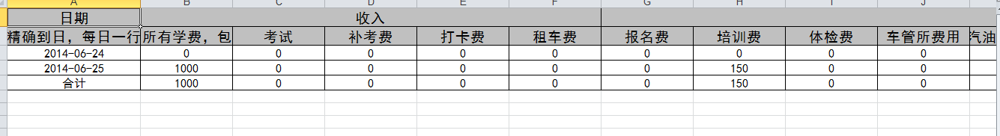 A B C D E F G H I J
日期 收入
精确到日，每日一行 所有学费，包 考试 补考费 打卡费 租车费 报名费 培训费 体检费 车管所费用 汽油
2014-06-24 0 0 0 0 0 0 0 0 0
2014-06-25 1000 0 0 0 0 0 150 0 0
合计 1000 0 0 0 0 0 150 0 0